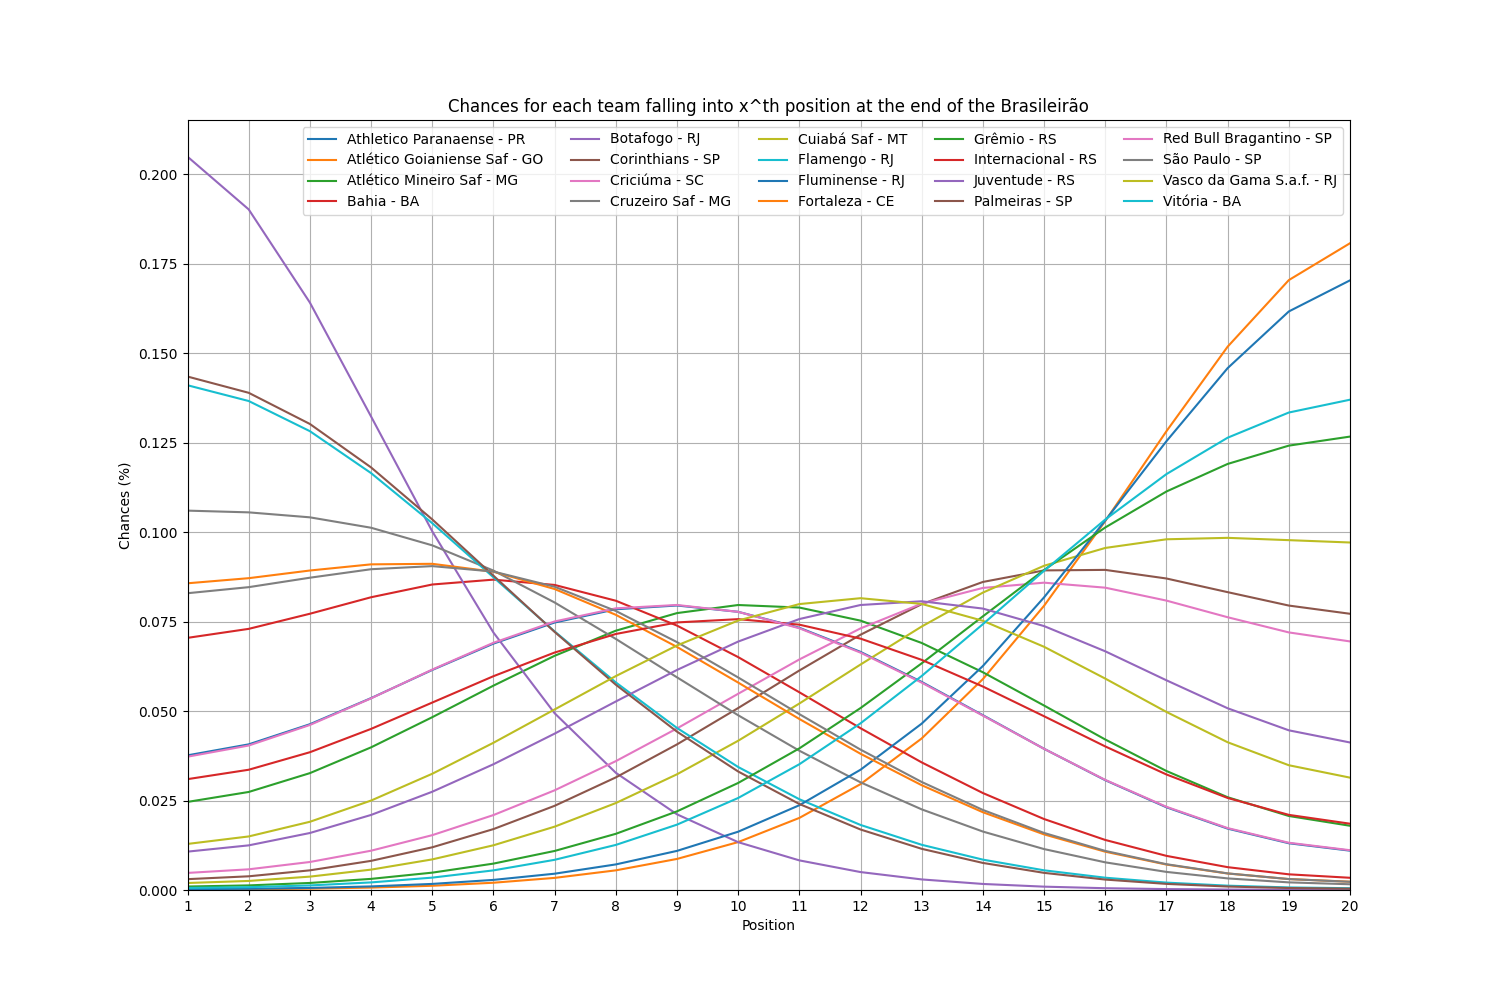 Chances for each team falling into x^th position at the end of the Brasileirão
Athletico Paranaense - PR
Atlético Goianiense Saf - GO
Atlético Mineiro Saf - MG
Bahia - BA
Botafogo - RJ
Corinthians - SP
Criciúma - SC
Cruzeiro Saf - MG
Cuiabá Saf - MT
Flamengo - RJ
Fluminense - RJ
Fortaleza - CE
Grêmio - RS
Internacional - RS
Juventude - RS
Palmeiras - SP
Red Bull Bragantino - SP
São Paulo - SP
Vasco da Gama S.a.f. - RJ
Vitória - BA
Chances (%)
0.200
0.175
0.150
0.125
0.100
0.075
0.050
0.025
0.000
1 2 3 4 5 6 7 8 9 10 11 12 13 14 15 16 17 18 19 20
Position